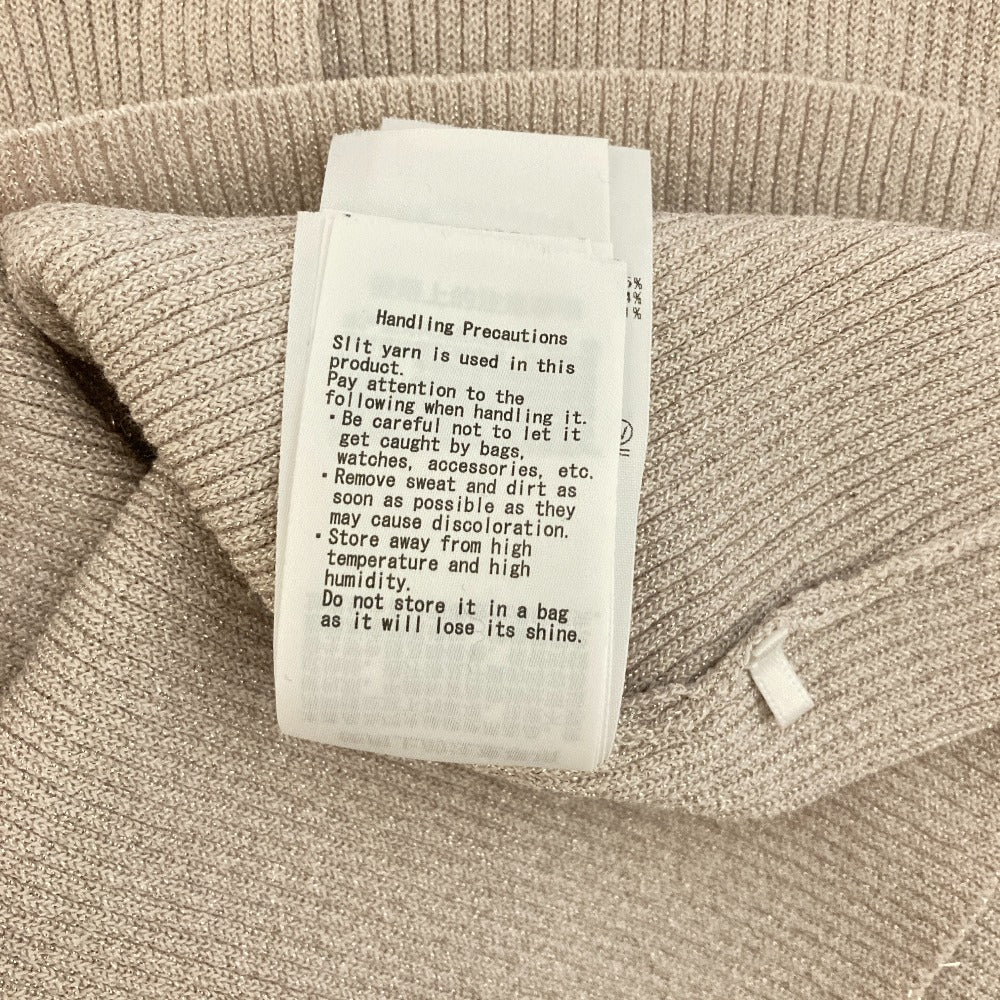 Handling Precautions
Slit yarn is used in this
product.
Pay attention to the
following when handling it.
・Be careful not to let it
get caught by bags,
watches, accessories, etc.
・Remove sweat and dirt as
soon as possible as they
may cause discoloration.
・Store away from high
temperature and high
humidity.
Do not store it in a bag
as it will lose its shine.
5%
4%
1%